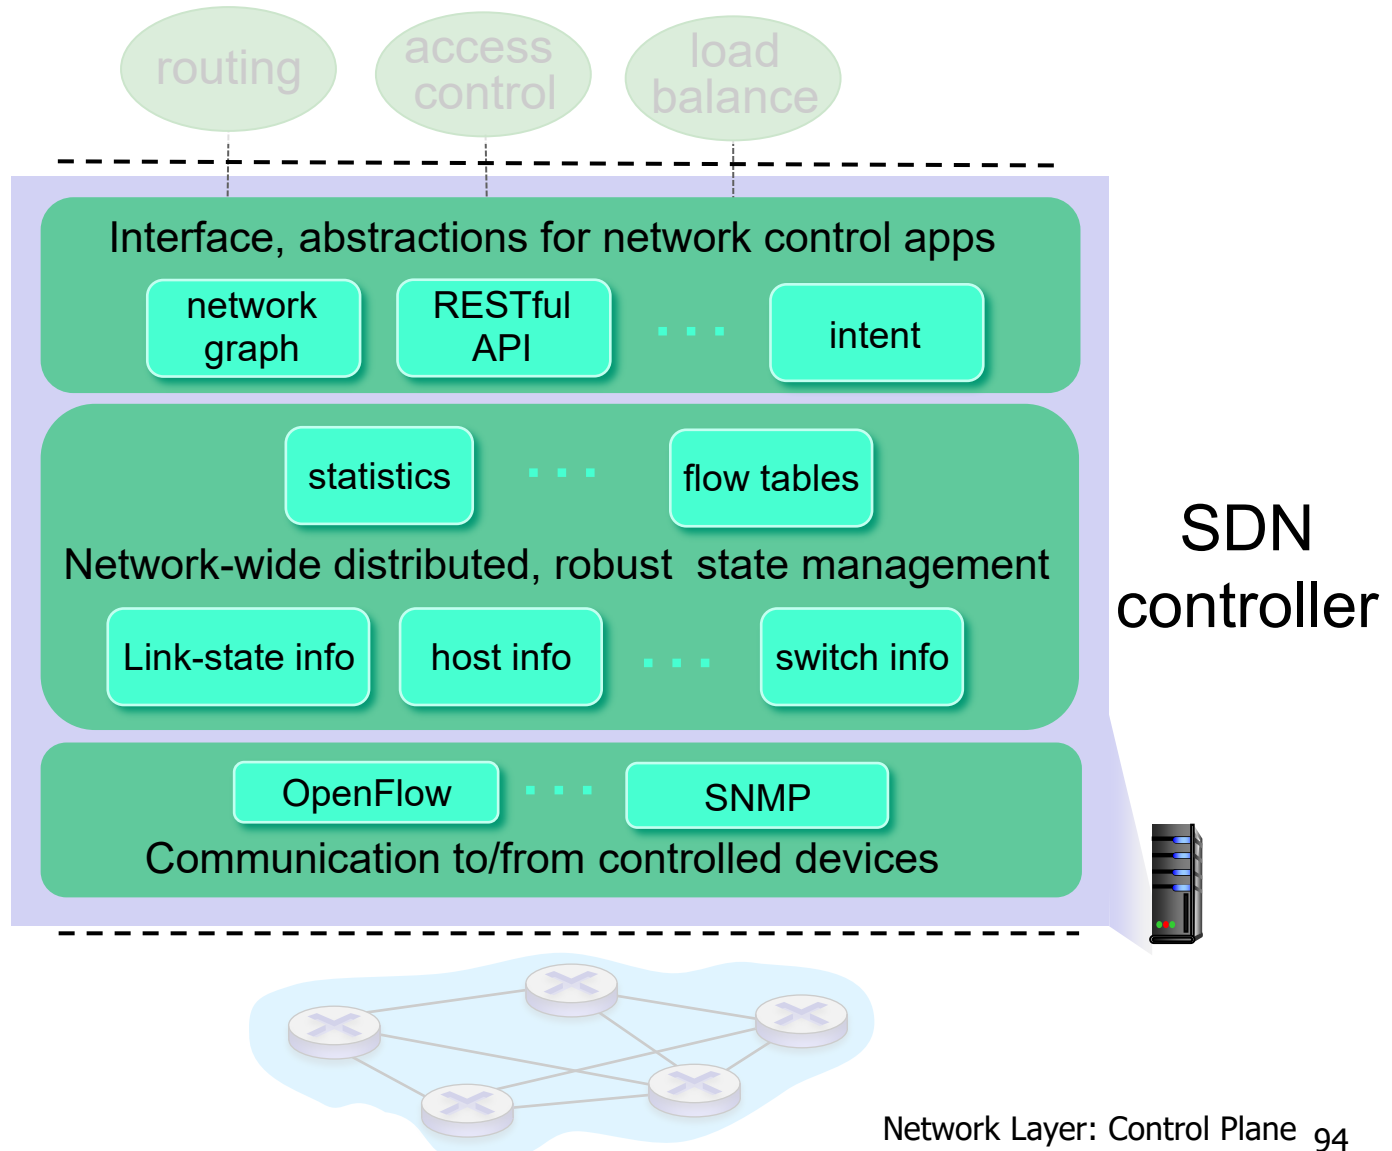 routing
access
control
load
balance
Interface, abstractions for network control apps
network
graph
RESTful
API
. . .
intent
statistics
. . .
flow tables
Network-wide distributed, robust  state management
Link-state info
host info
. . .
switch info
SDN
controller
OpenFlow
. . .
SNMP
Communication to/from controlled devices
Network Layer: Control Plane 94